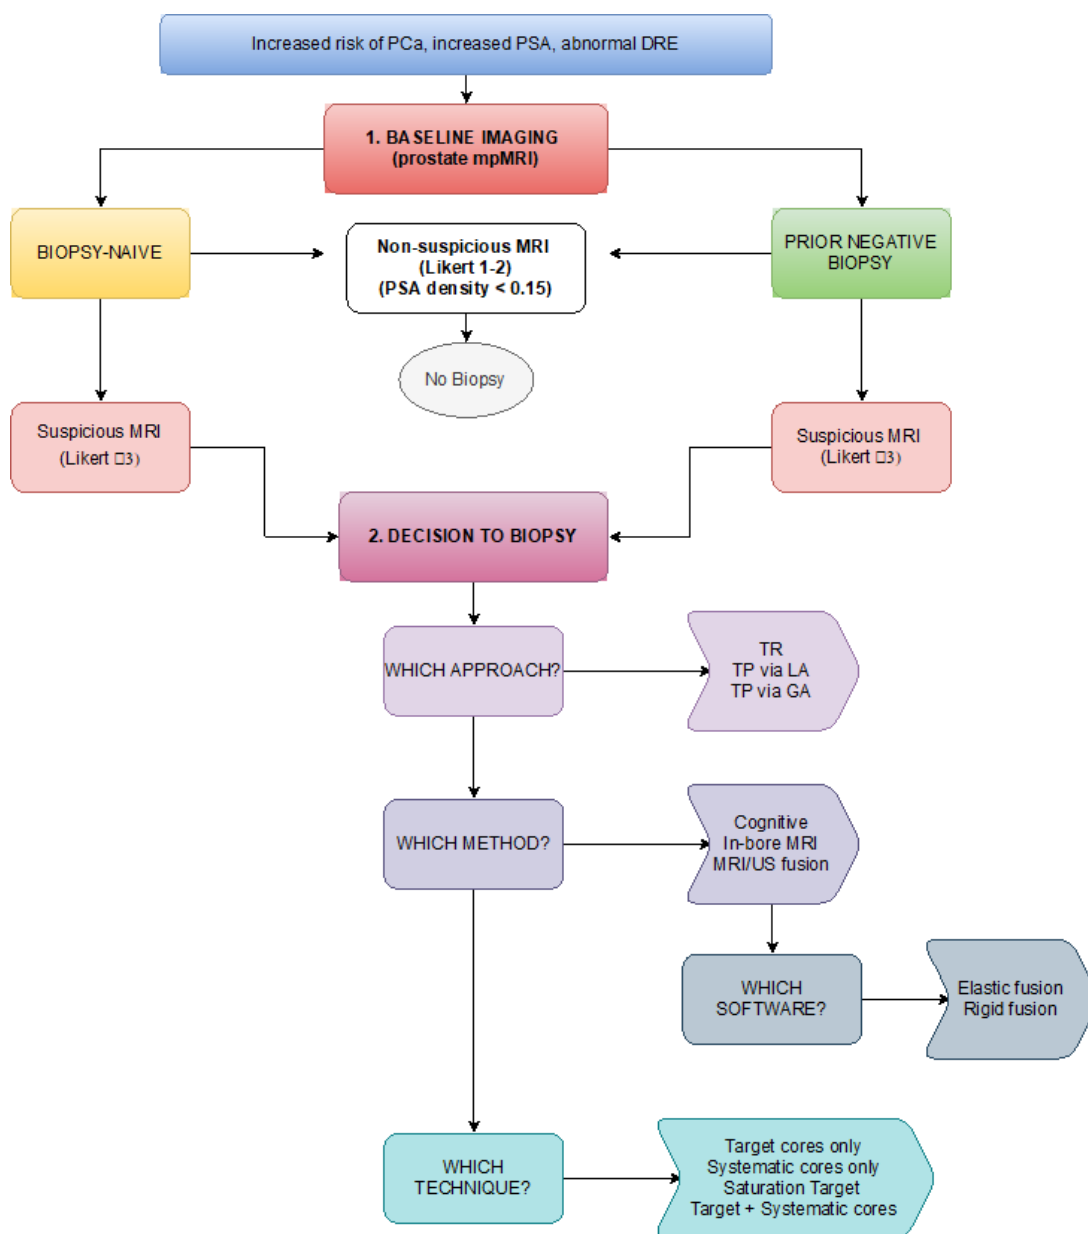 Increased risk of PCa, increased PSA, abnormal DRE
1. BASELINE IMAGING
(prostate mpMRI)
BIOPSY-NAIVE
Non-suspicious MRI
(Likert 1-2)
(PSA density < 0.15)
PRIOR NEGATIVE
BIOPSY
No Biopsy
Suspicious MRI
(Likert □3)
Suspicious MRI
(Likert □3)
2. DECISION TO BIOPSY
WHICH APPROACH?
TR
TP via LA
TP via GA
WHICH METHOD?
Cognitive
In-bore MRI
MRI/US fusion
WHICH
SOFTWARE?
Elastic fusion
Rigid fusion
WHICH
TECHNIQUE?
Target cores only
Systematic cores only
Saturation Target
Target + Systematic cores